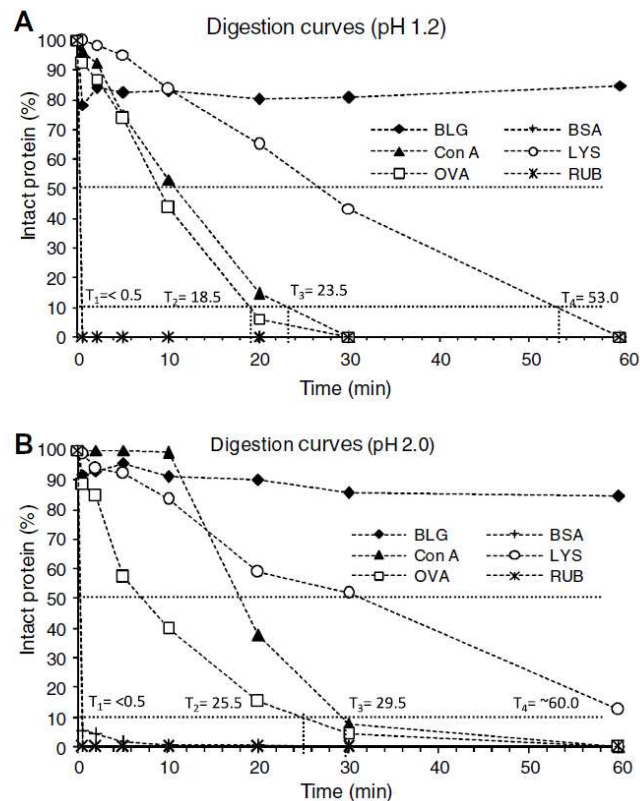 A
Digestion curves (pH 1.2)
100
90
80
70
60
50
40
30
20
10
0
Intact protein (%)
BLG BSA
Con A LYS
OVA RUB
T₁=< 0.5 T₂= 18.5 T₃= 23.5 T₄= 53.0
0 10 20 30 40 50 60
Time (min)
B
Digestion curves (pH 2.0)
100
90
80
70
60
50
40
30
20
10
0
Intact protein (%)
BLG BSA
Con A LYS
OVA RUB
T₁= <0.5 T₂= 25.5 T₃= 29.5 T₄= ~60.0
0 10 20 30 40 50 60
Time (min)